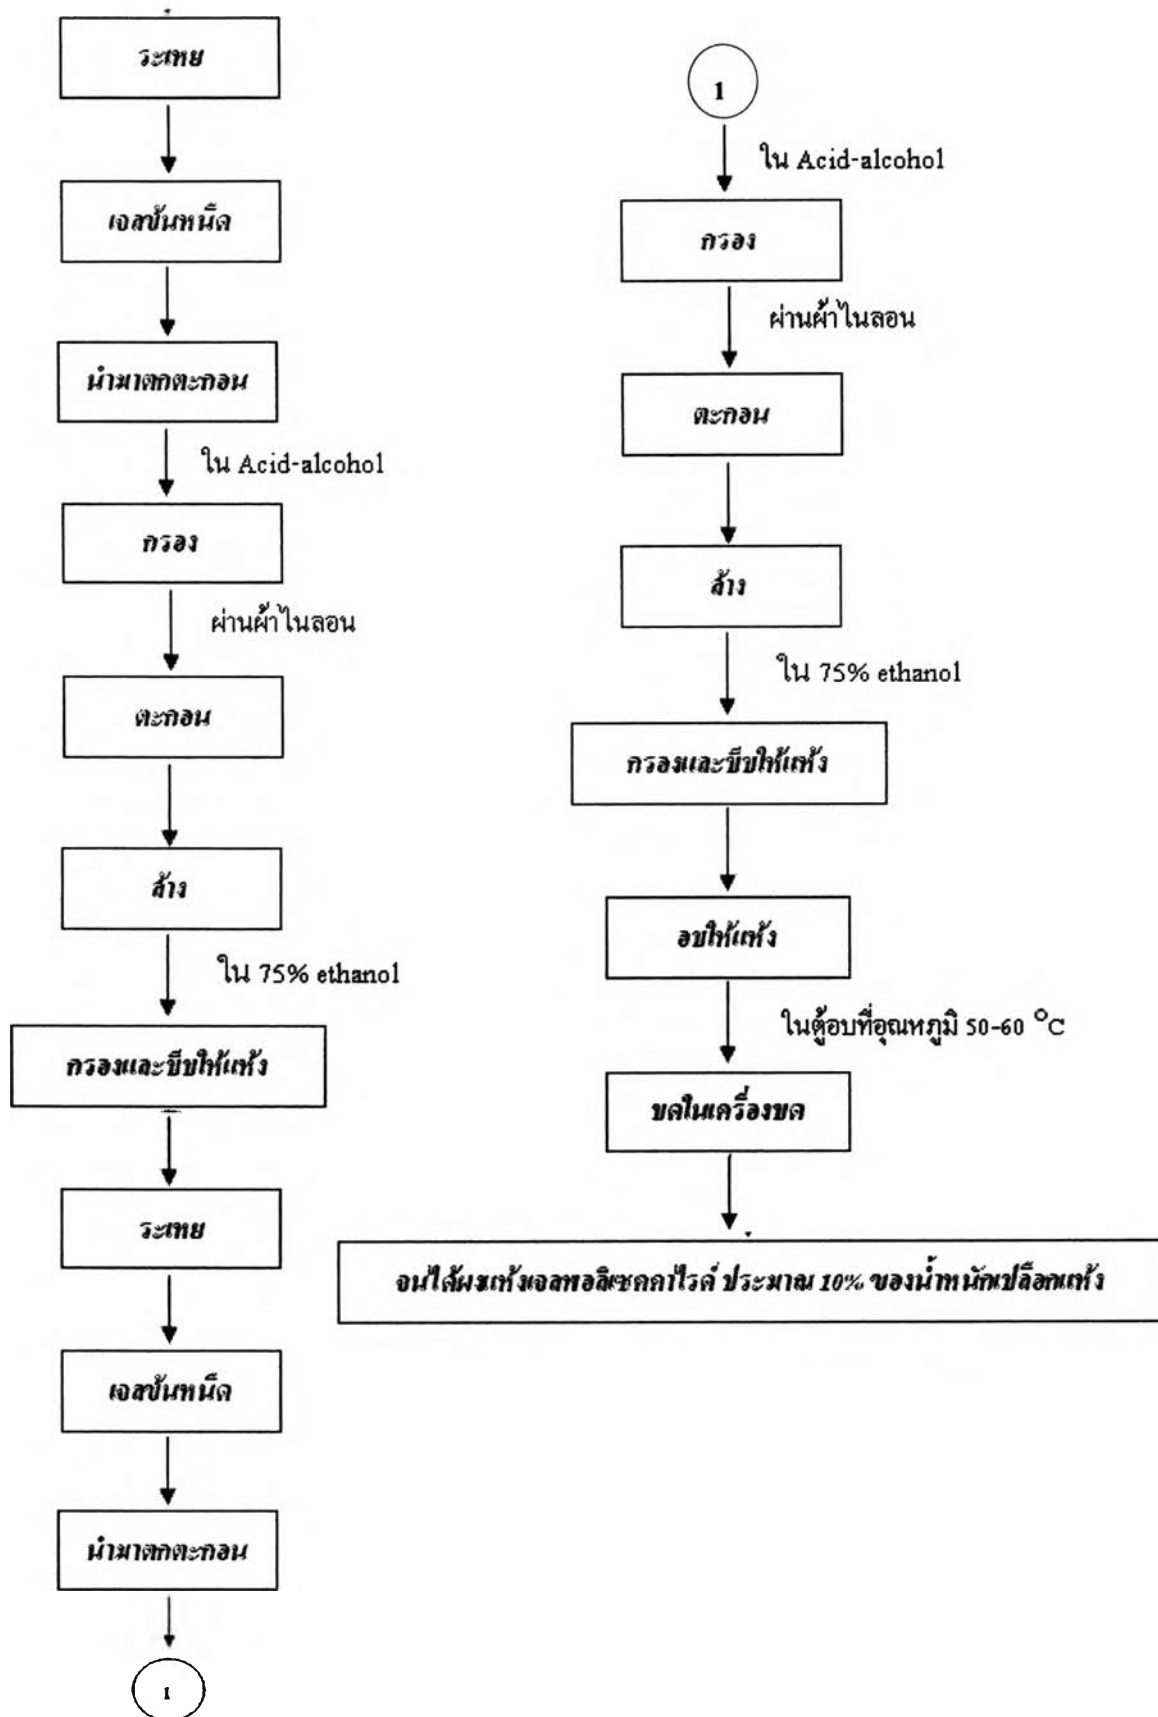 ระเหย
เจลข้นหนืด
นำมาตกตะกอน
ใน Acid-alcohol
กรอง
ผ่านผ้าไนลอน
ตะกอน
ล้าง
ใน 75% ethanol
กรองและบีบให้แห้ง
ระเหย
เจลข้นหนืด
นำมาตกตะกอน
1
1
ใน Acid-alcohol
กรอง
ผ่านผ้าไนลอน
ตะกอน
ล้าง
ใน 75% ethanol
กรองและบีบให้แห้ง
อบให้แห้ง
ในตู้อบที่อุณหภูมิ 50-60 °C
บดในเครื่องบด
จนได้ผงแห้งเจลพอลิแซคคาไรด์ ประมาณ 10% ของน้ำหนักเปลือกแห้ง